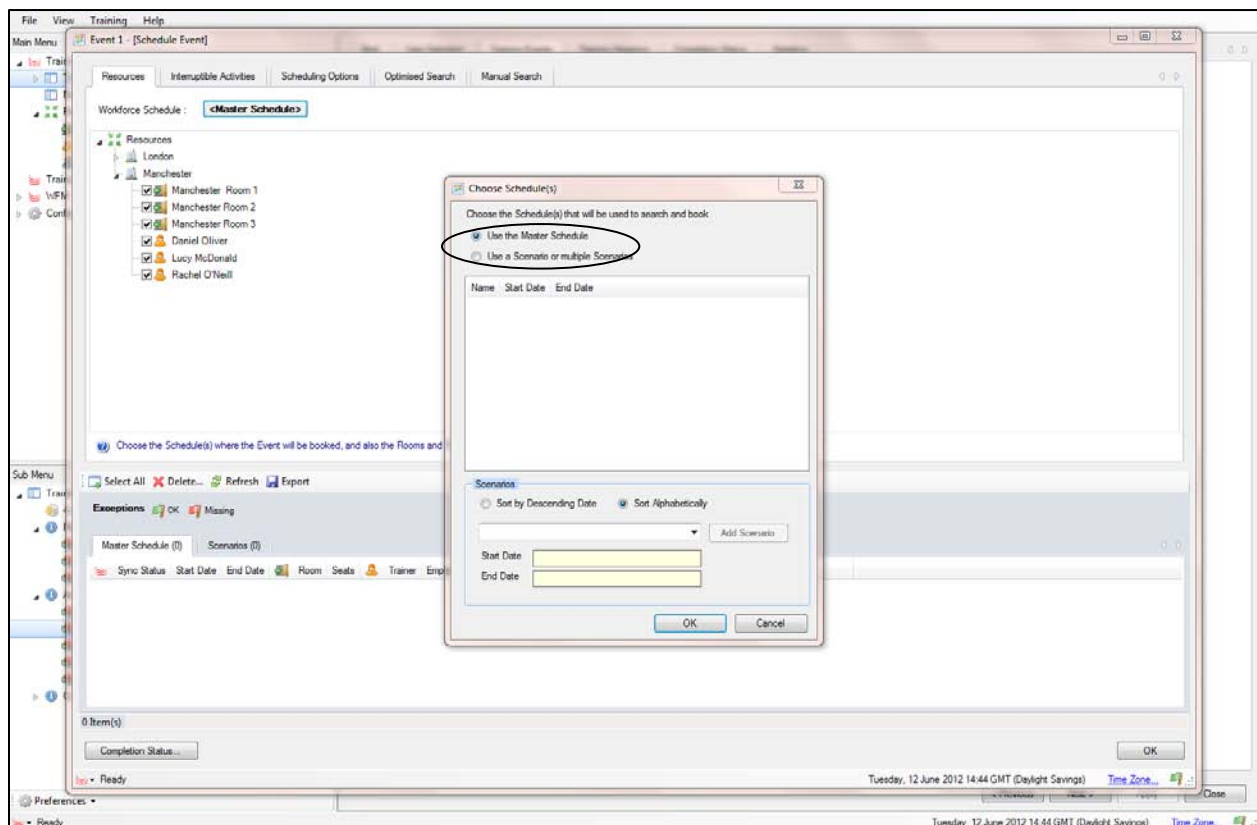 File View Training Help
Main Menu
Event 1 - [Schedule Event]
Resources Interruptible Activities Scheduling Options Optimised Search Manual Search
Workforce Schedule : <Master Schedule>
Resources
London
Manchester
Manchester Room 1
Manchester Room 2
Manchester Room 3
Daniel Oliver
Lucy McDonald
Rachel O'Neill
Choose the Schedule(s) where the Event will be booked, and also the Rooms and
Choose Schedule(s)
Choose the Schedule(s) that will be used to search and book
Use the Master Schedule
Use a Scenario or multiple Scenarios
Name Start Date End Date
Scenarios
Sort by Descending Date Sort Alphabetically
Add Scenario
Start Date
End Date
OK Cancel
Sub Menu
Select All Delete... Refresh Export
Exceptions OK Missing
Master Schedule (0) Scenarios (0)
Sync Status Start Date End Date Room Seats Trainer Emp
0 Item(s)
Completion Status... OK
Ready Tuesday, 12 June 2012 14:44 GMT (Daylight Savings) Time Zone...
Preferences Close
Ready Tuesday, 12 June 2012 14:44 GMT (Daylight Savings) Time Zone...